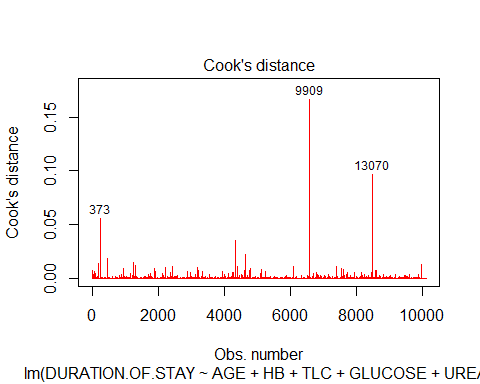 Cook's distance
9909
13070
373
Cook's distance
0.15
0.10
0.05
0.00
0 2000 4000 6000 8000 10000
Obs. number
lm(DURATION.OF.STAY ~ AGE + HB + TLC + GLUCOSE + UREA